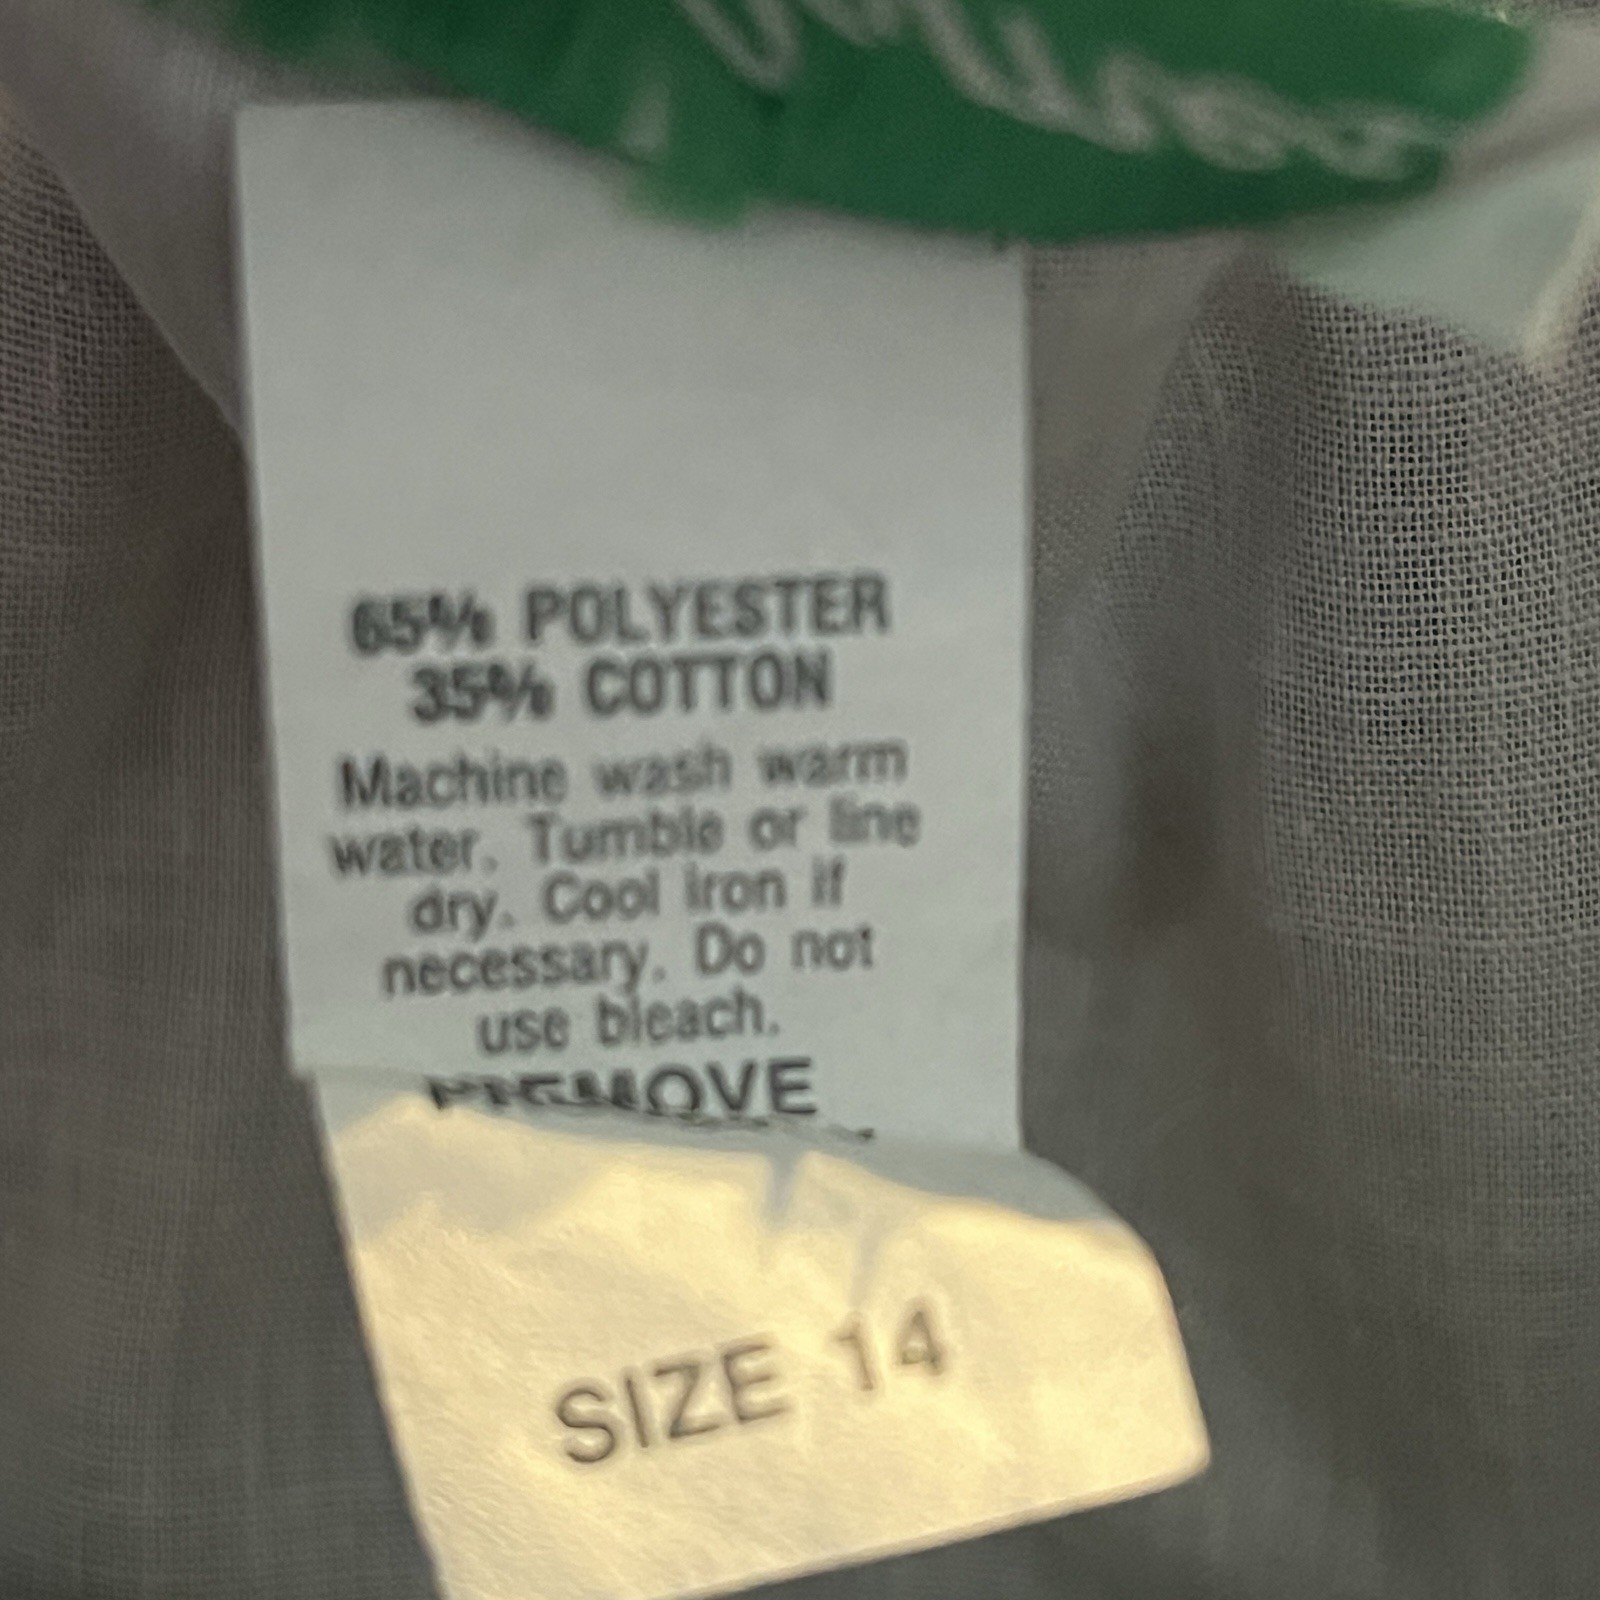 65% POLYESTER
35% COTTON
Machine wash warm
water. Tumble or line
dry. Cool iron if
necessary. Do not
use bleach.
SIZE 14